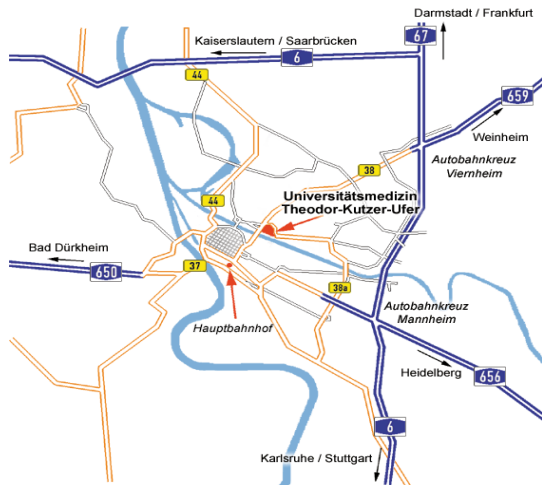 Darmstadt / Frankfurt
67
Kaiserslautern / Saarbrücken
6
44
659
Weinheim
38
Autobahnkreuz
Viernheim
Universitätsmedizin
Theodor-Kutzer-Ufer
44
Bad Dürkheim
650
37
38a
Autobahnkreuz
Mannheim
Hauptbahnhof
Heidelberg
656
6
Karlsruhe / Stuttgart